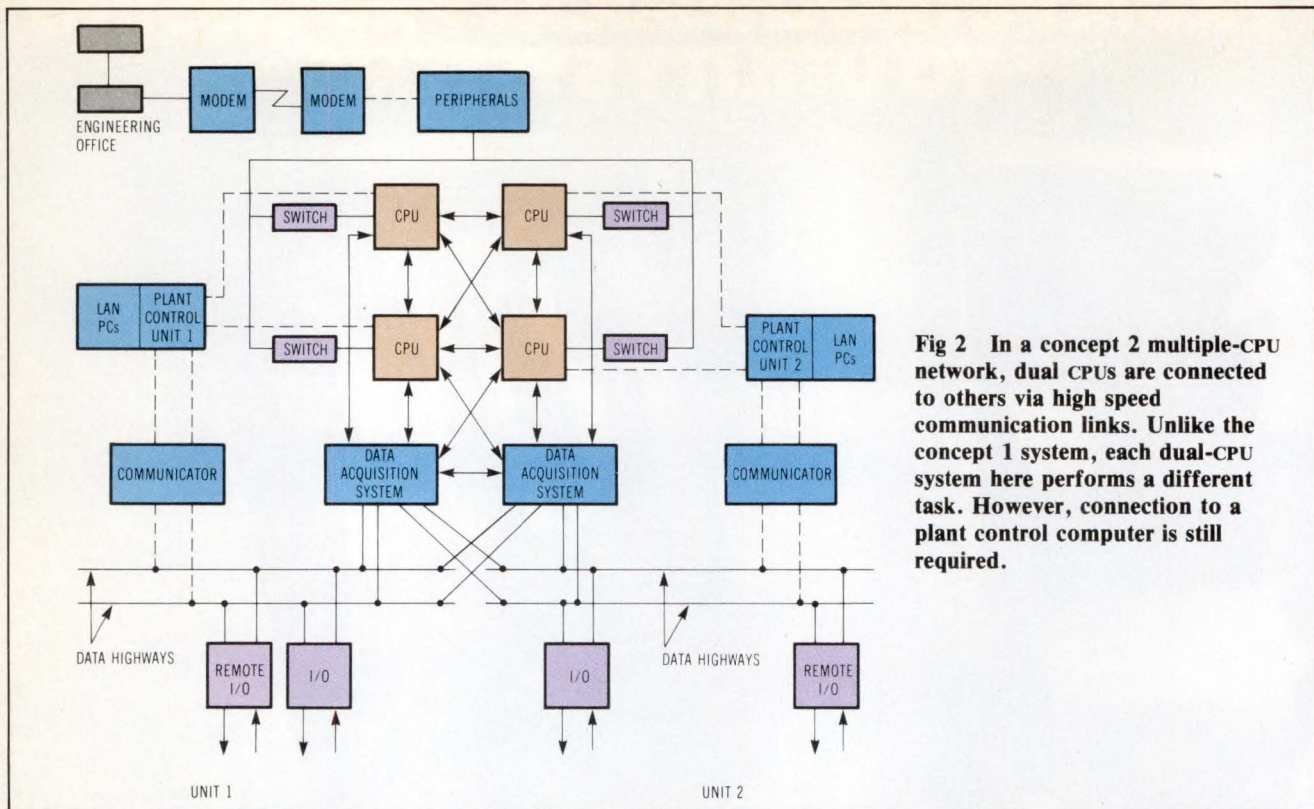 MODEM
MODEM
PERIPHERALS
ENGINEERING
OFFICE
SWITCH
CPU
CPU
SWITCH
LAN
PCs
PLANT
CONTROL
UNIT 1
SWITCH
CPU
CPU
SWITCH
PLANT
CONTROL
UNIT 2
LAN
PCs
Fig 2 In a concept 2 multiple-CPU
network, dual CPUs are connected
to others via high speed
communication links. Unlike the
concept 1 system, each dual-CPU
system here performs a different
task. However, connection to a
plant control computer is still
required.
COMMUNICATOR
DATA
ACQUISITION
SYSTEM
DATA
ACQUISITION
SYSTEM
COMMUNICATOR
DATA HIGHWAYS
REMOTE
I/O
I/O
I/O
DATA HIGHWAYS
REMOTE
I/O
UNIT 1
UNIT 2